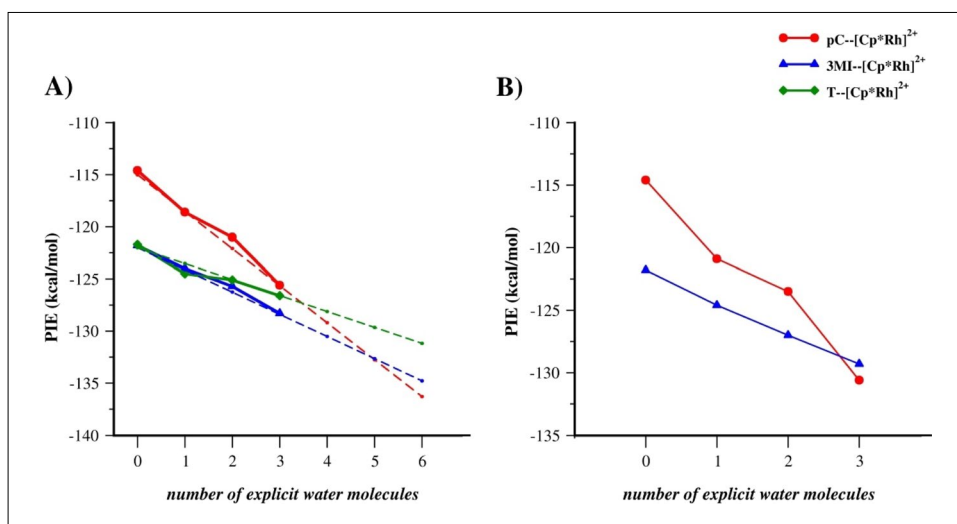 pC--[Cp*Rh]2+
3MI--[Cp*Rh]2+
T--[Cp*Rh]2+
A)
B)
-110
-115
-120
-125
-130
-135
-140
PIE (kcal/mol)
0 1 2 3 4 5 6
number of explicit water molecules
-110
-115
-120
-125
-130
-135
PIE (kcal/mol)
0 1 2 3
number of explicit water molecules